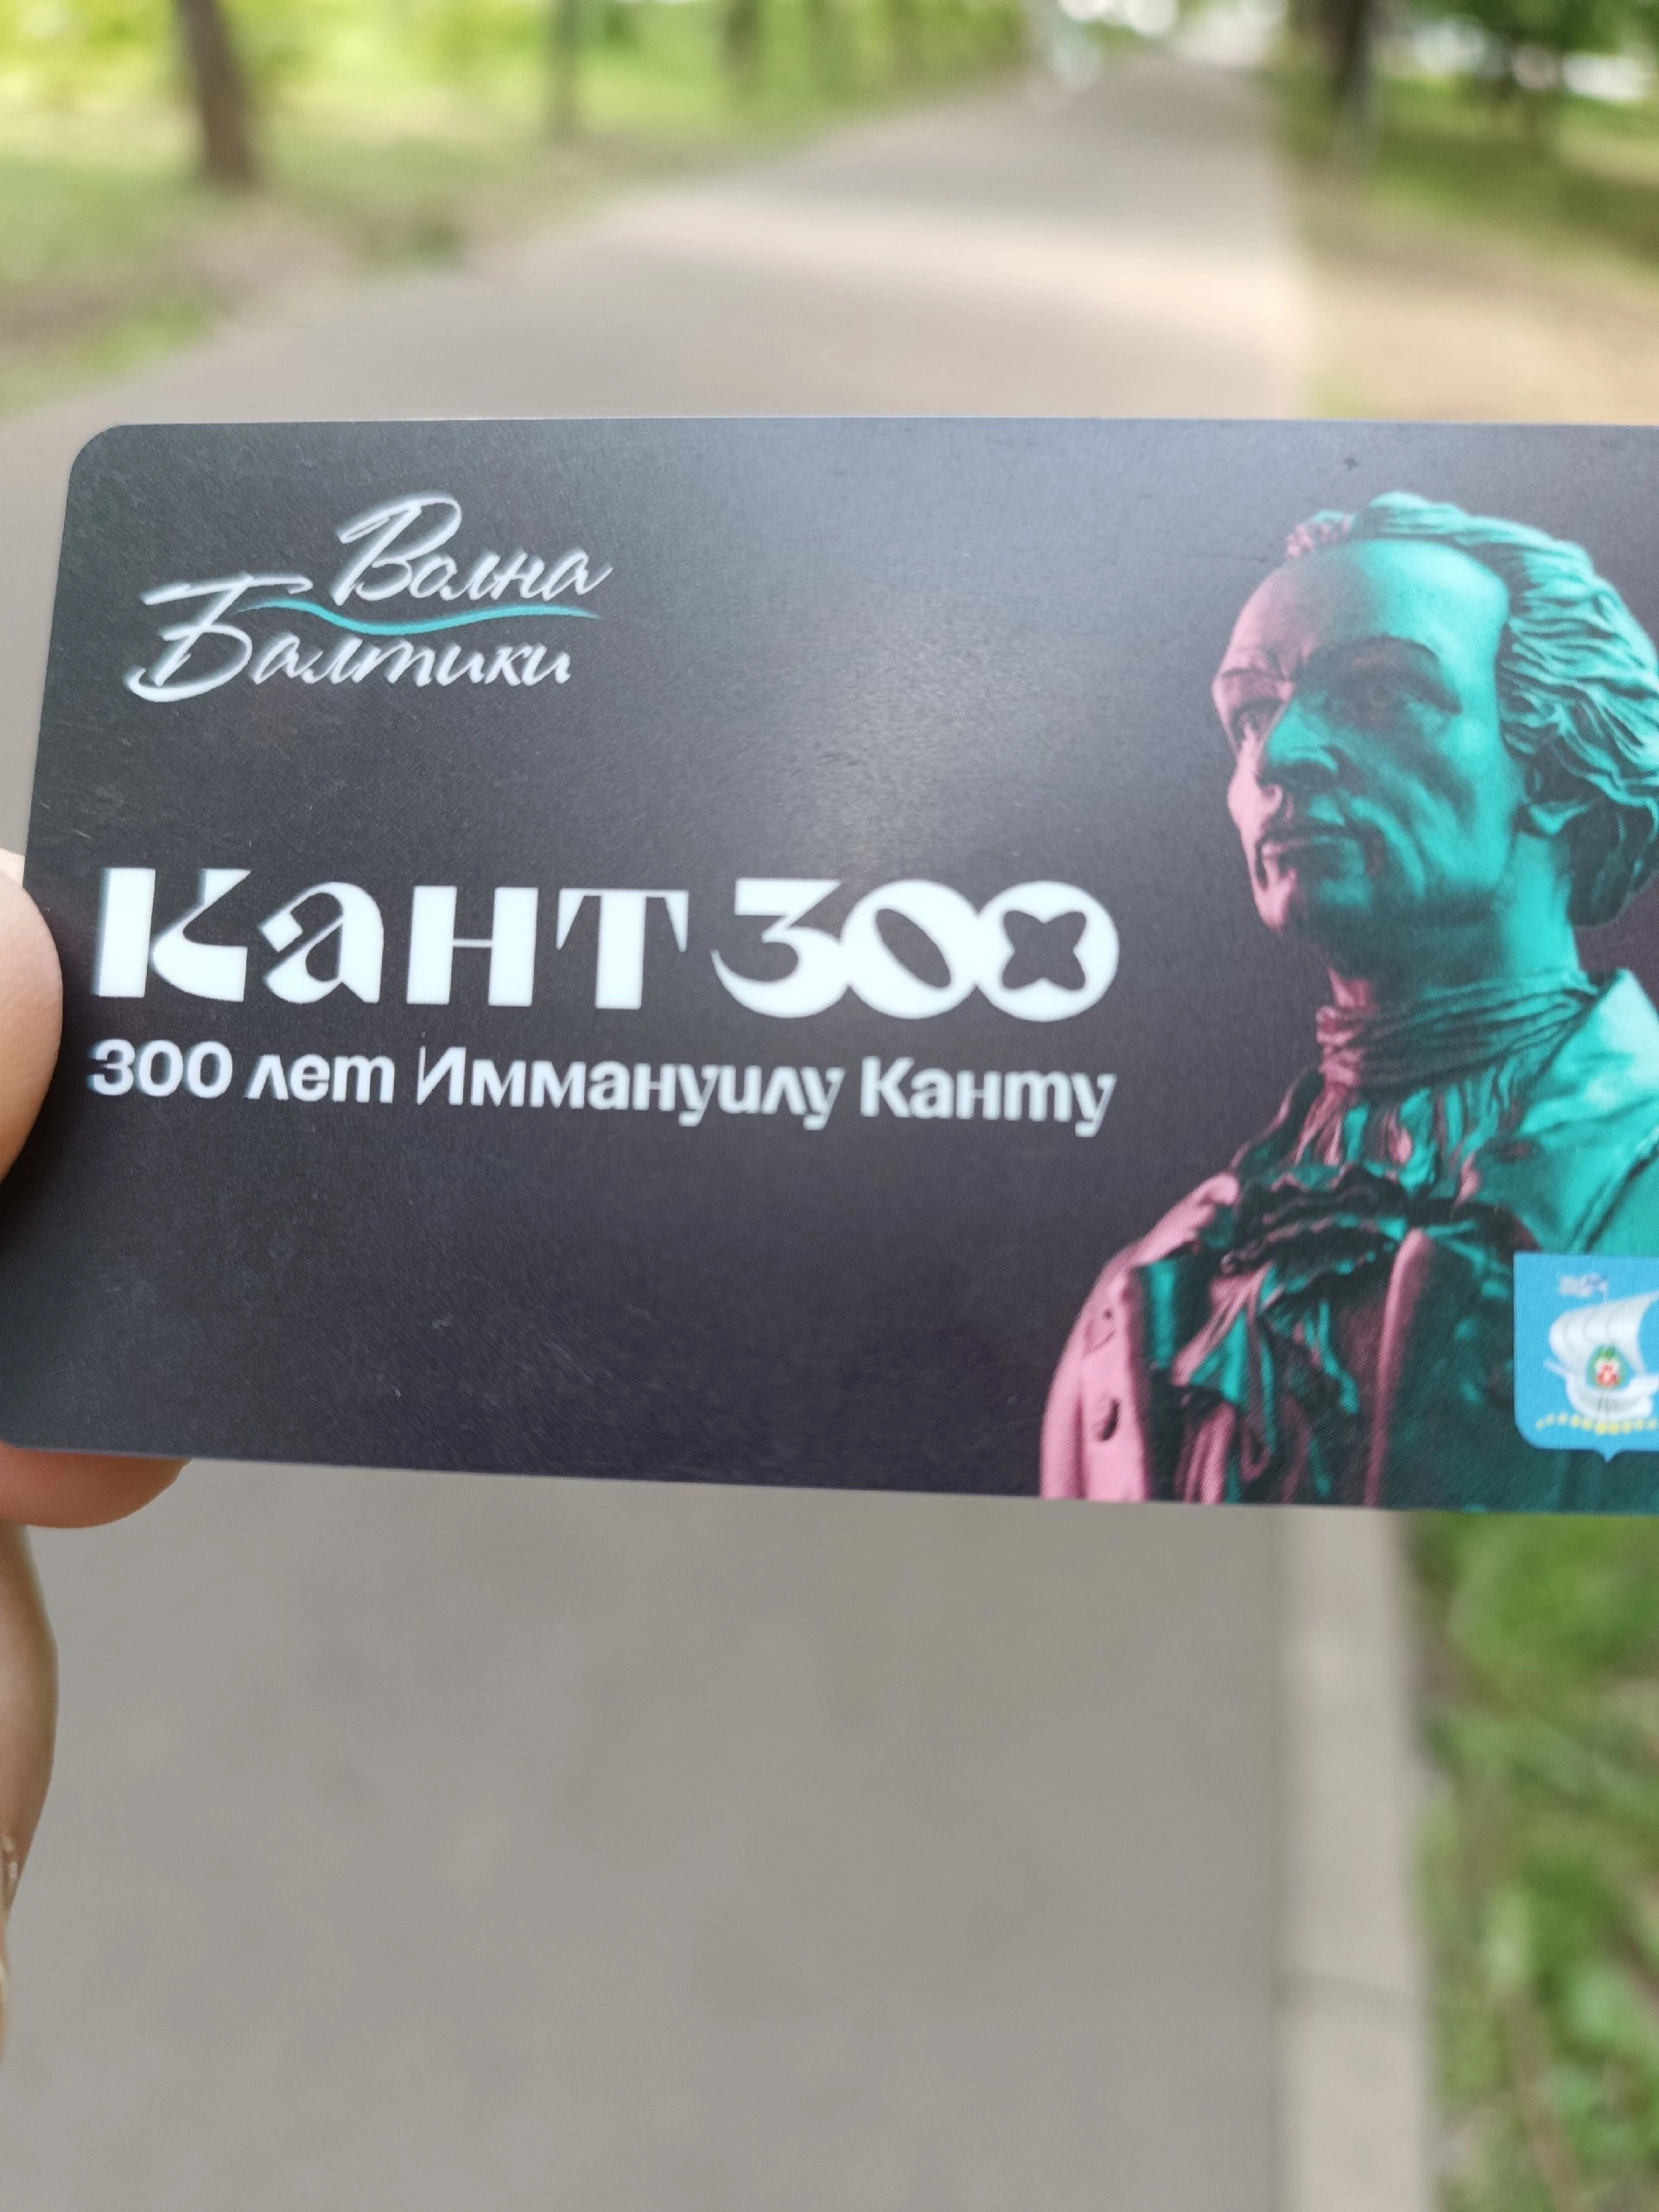 Волна
Балтики
Кант 300
300 лет Иммануилу Канту